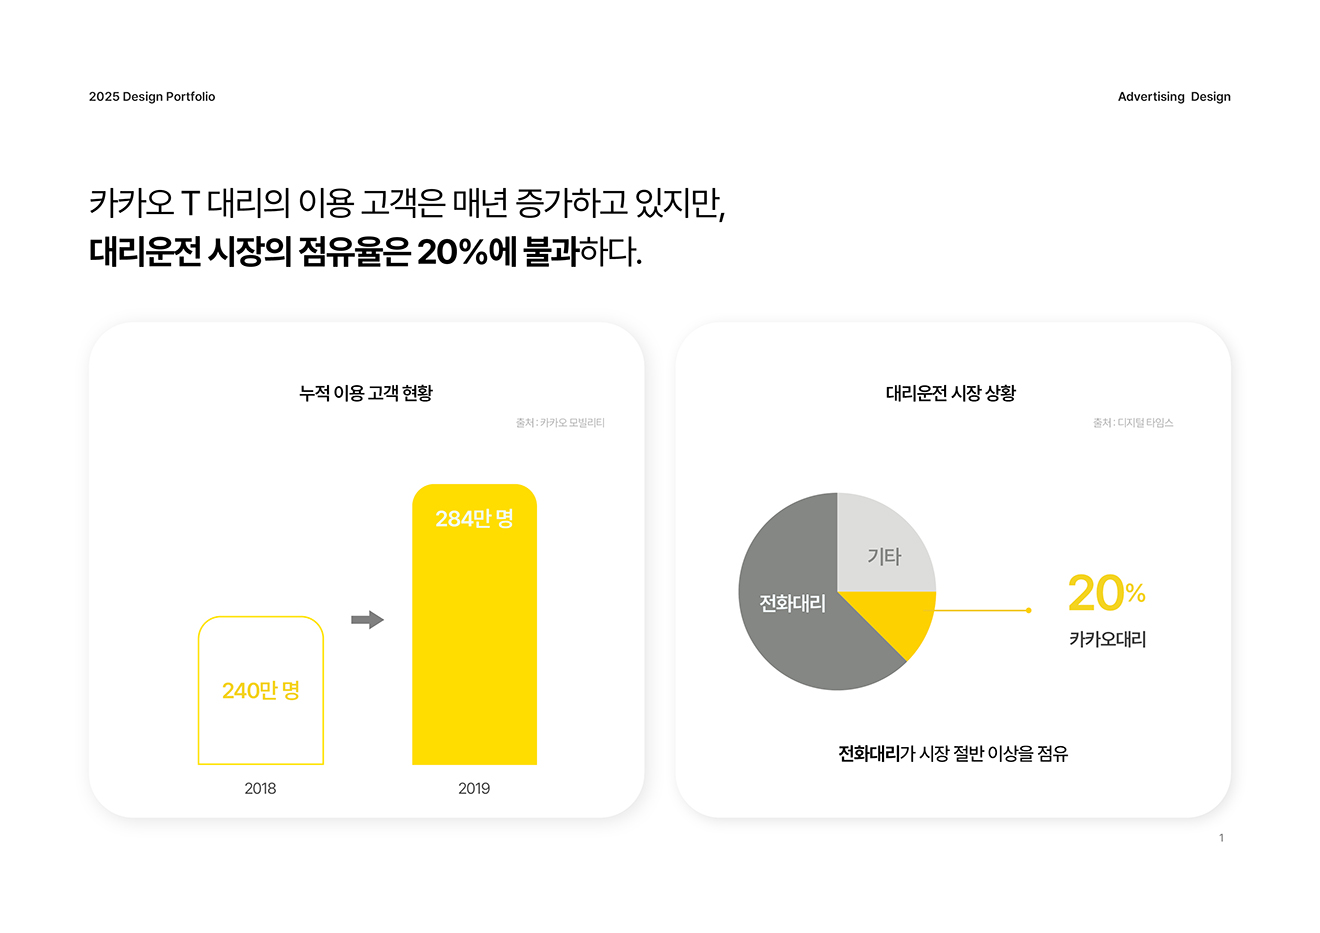 2025 Design Portfolio
Advertising Design
카카오 T 대리의 이용 고객은 매년 증가하고 있지만,
대리운전 시장의 점유율은 20%에 불과하다.
누적 이용 고객 현황
출처 : 카카오 모빌리티
284만 명
240만 명
2018
2019
대리운전 시장 상황
출처 : 디지털 타임스
기타
전화대리
20%
카카오대리
전화대리가 시장 절반 이상을 점유
1